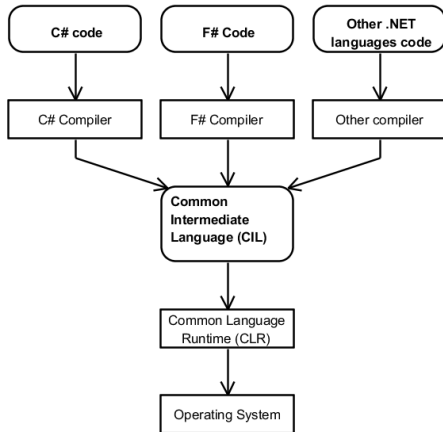 C# code
F# Code
Other .NET
languages code
C# Compiler
F# Compiler
Other compiler
Common
Intermediate
Language (CIL)
Common Language
Runtime (CLR)
Operating System